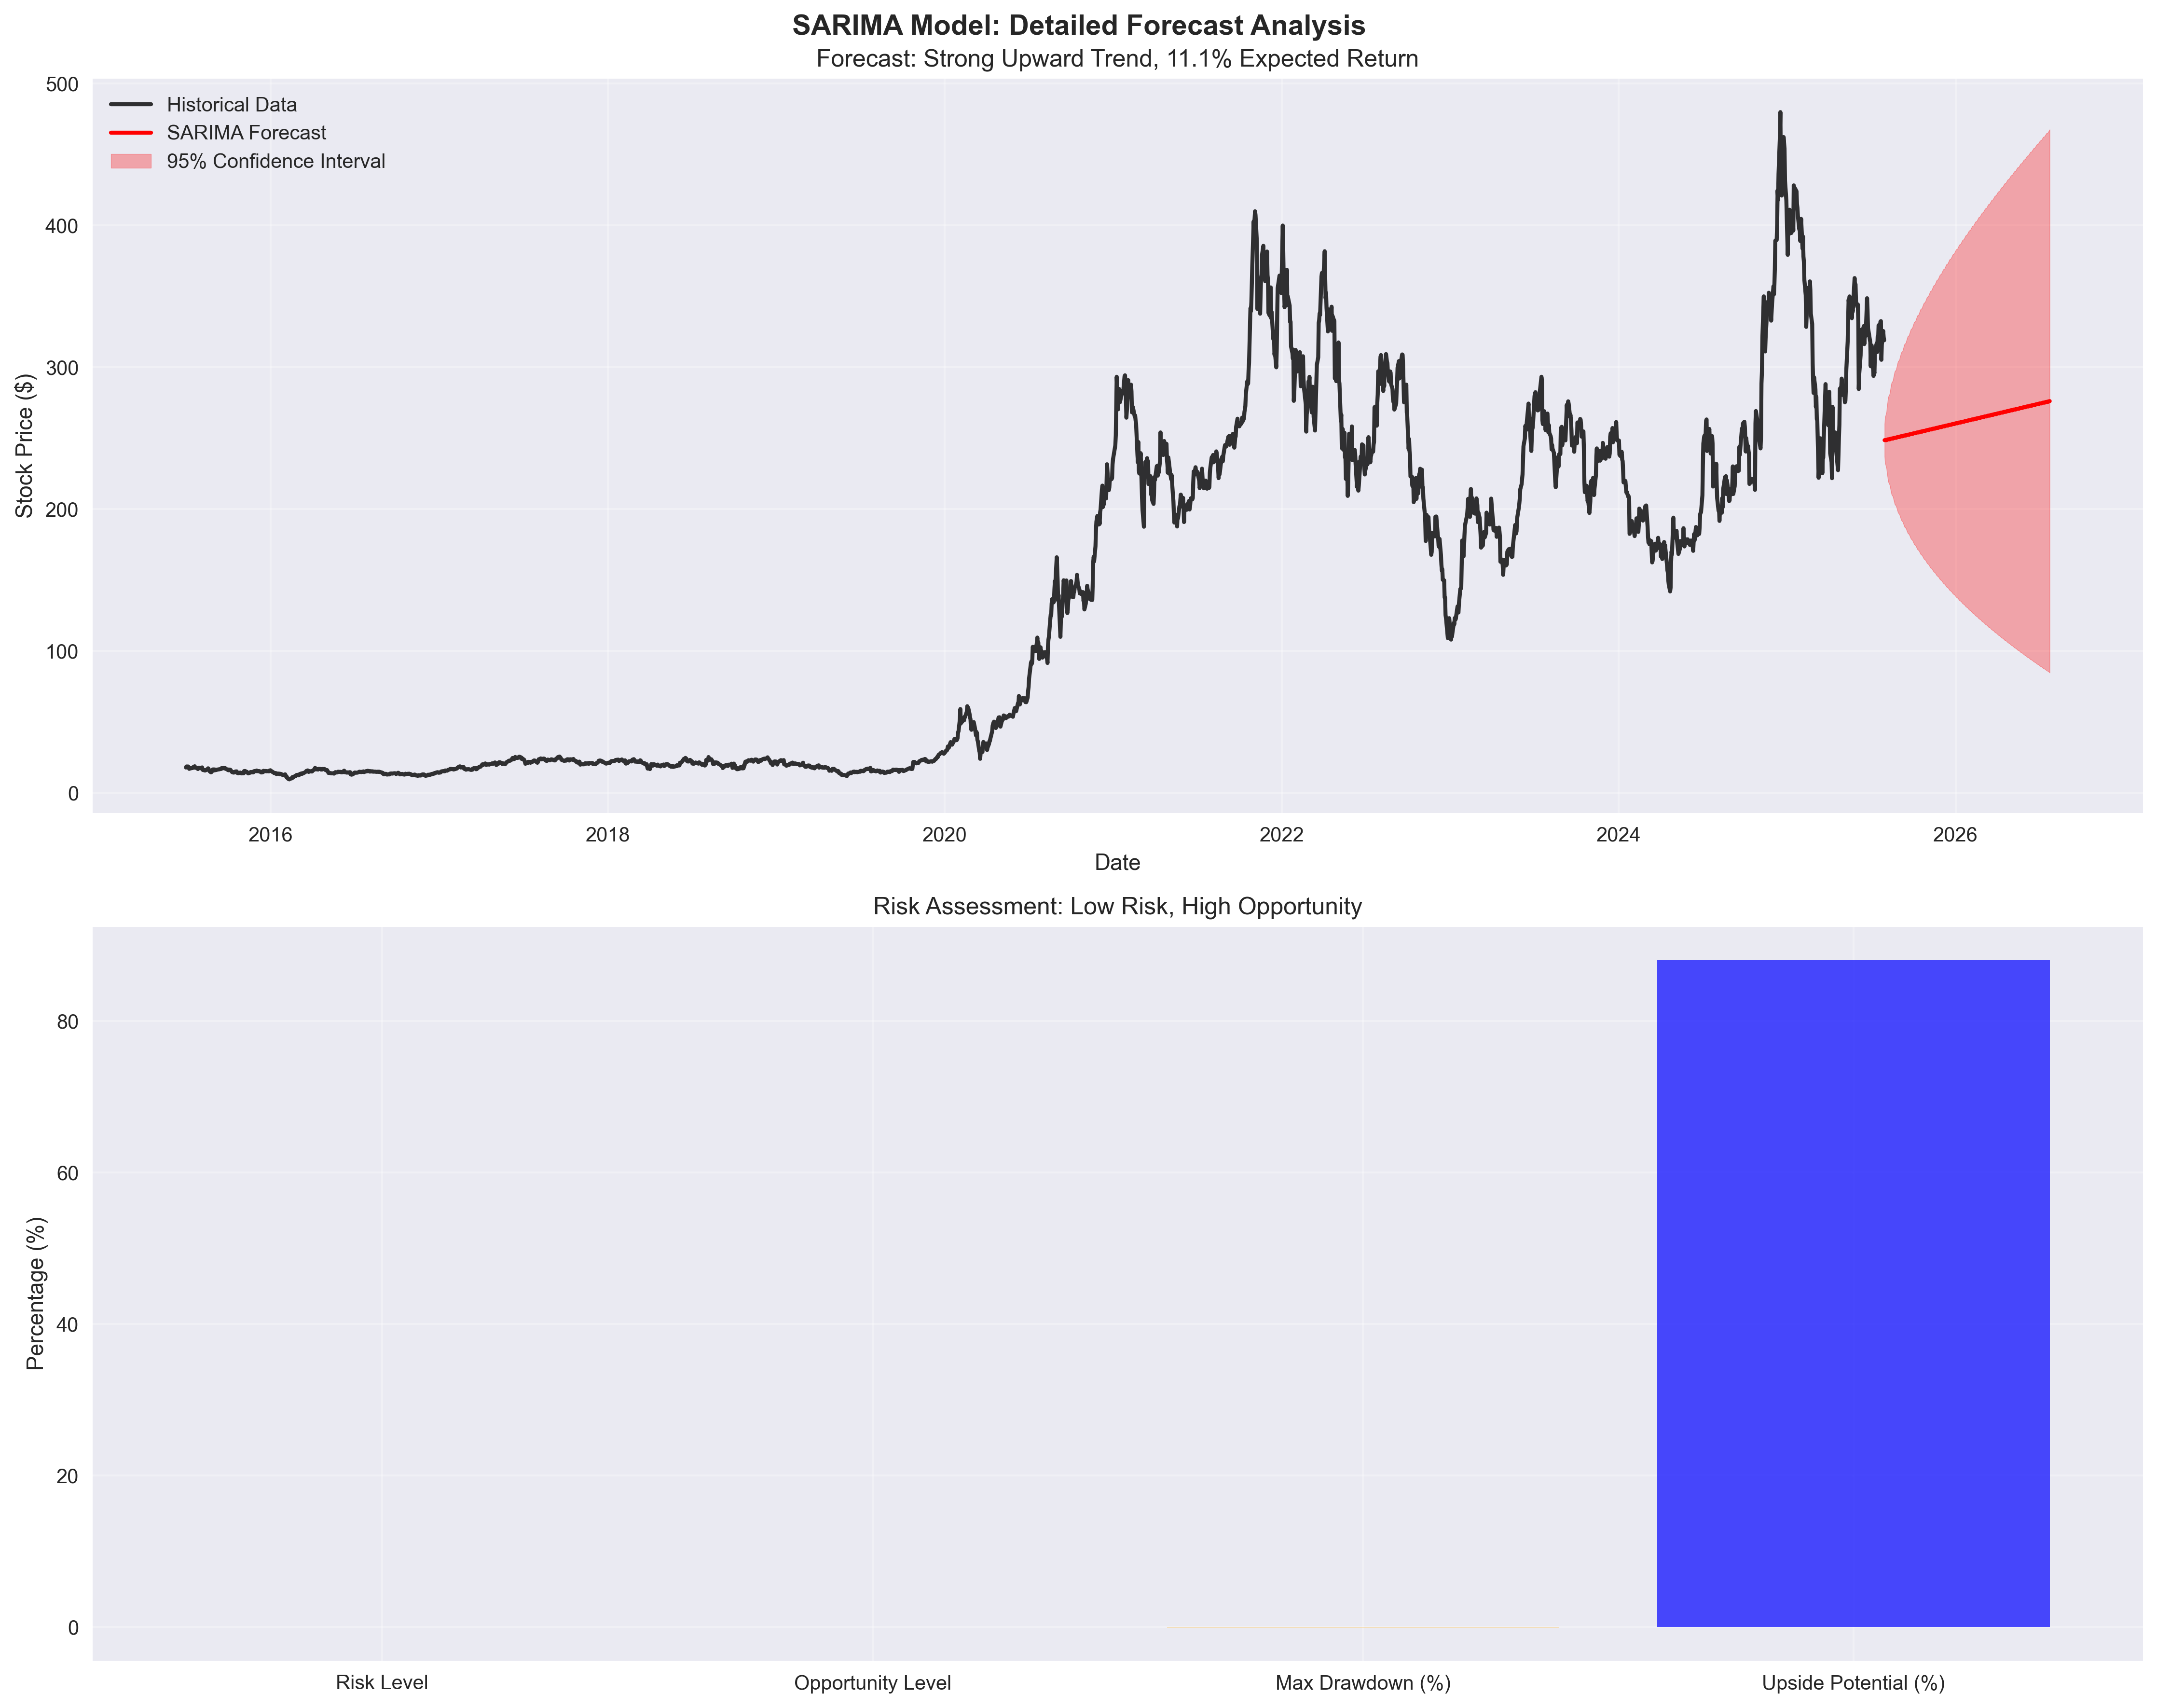 SARIMA Model: Detailed Forecast Analysis
Forecast: Strong Upward Trend, 11.1% Expected Return
Historical Data
SARIMA Forecast
95% Confidence Interval
Stock Price ($)
500
400
300
200
100
0
2016 2018 2020 2022 2024 2026
Date
Risk Assessment: Low Risk, High Opportunity
Percentage (%)
80
60
40
20
0
Risk Level Opportunity Level Max Drawdown (%) Upside Potential (%)